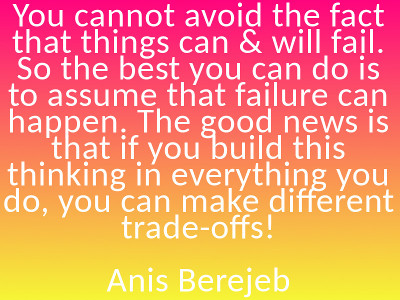 You cannot avoid the fact
that things can & will fail.
So the best you can do is
to assume that failure can
happen. The good news is
that if you build this
thinking in everything you
do, you can make different
trade-offs!
Anis Berejeb